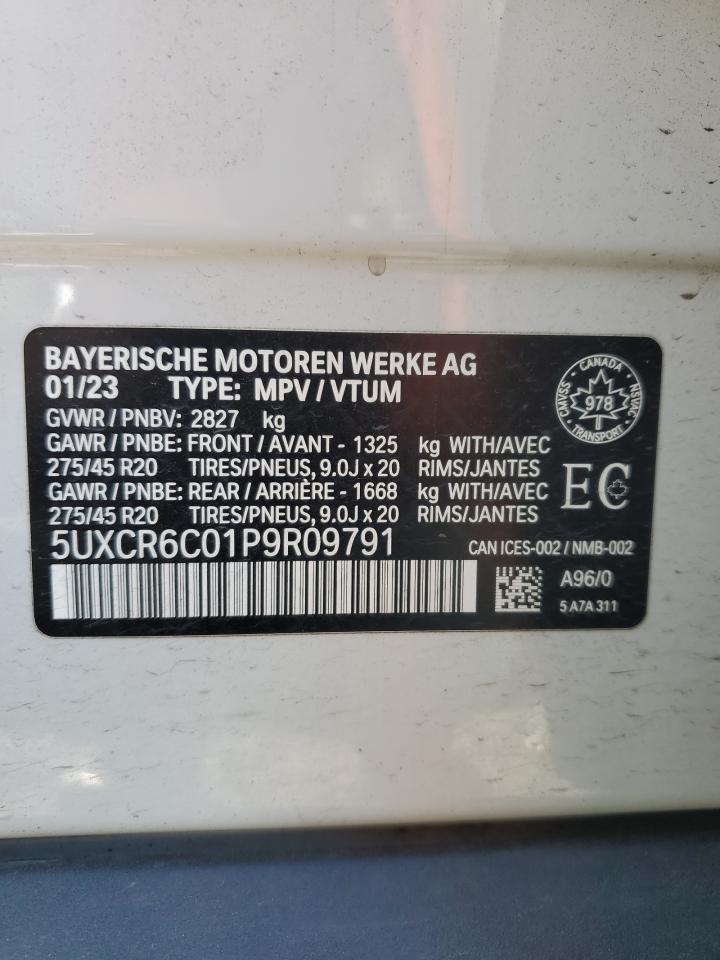 BAYERISCHE MOTOREN WERKE AG
01/23 TYPE: MPV / VTUM
GVWR / PNBV: 2827 kg
GAWR / PNBE: FRONT / AVANT - 1325 kg WITH/AVEC
275/45 R20 TIRES/PNEUS, 9.0J x 20 RIMS/JANTES
GAWR / PNBE: REAR / ARRIÈRE - 1668 kg WITH/AVEC
275/45 R20 TIRES/PNEUS, 9.0J x 20 RIMS/JANTES
5UXCR6C01P9R09791
CANADA
CMVSS
NSVAC
978
TRANSPORT
EC
CAN ICES-002 / NMB-002
A96/0
5 A7A 311